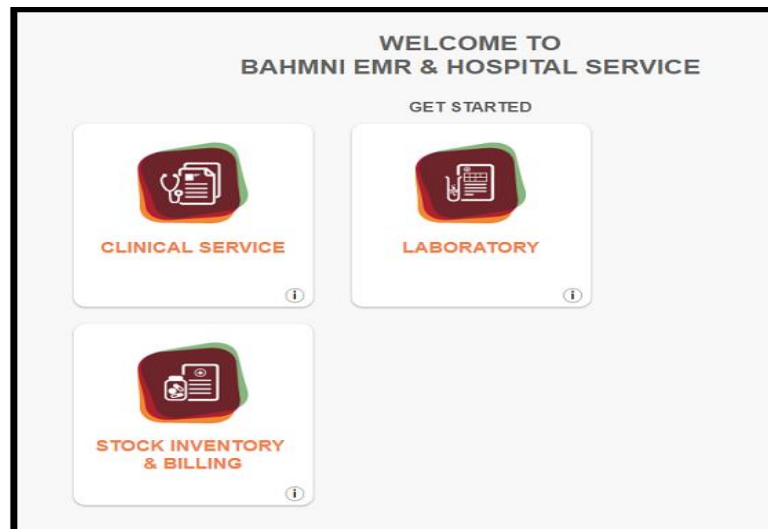 WELCOME TO
BAHMNI EMR & HOSPITAL SERVICE
GET STARTED
CLINICAL SERVICE
LABORATORY
STOCK INVENTORY
& BILLING